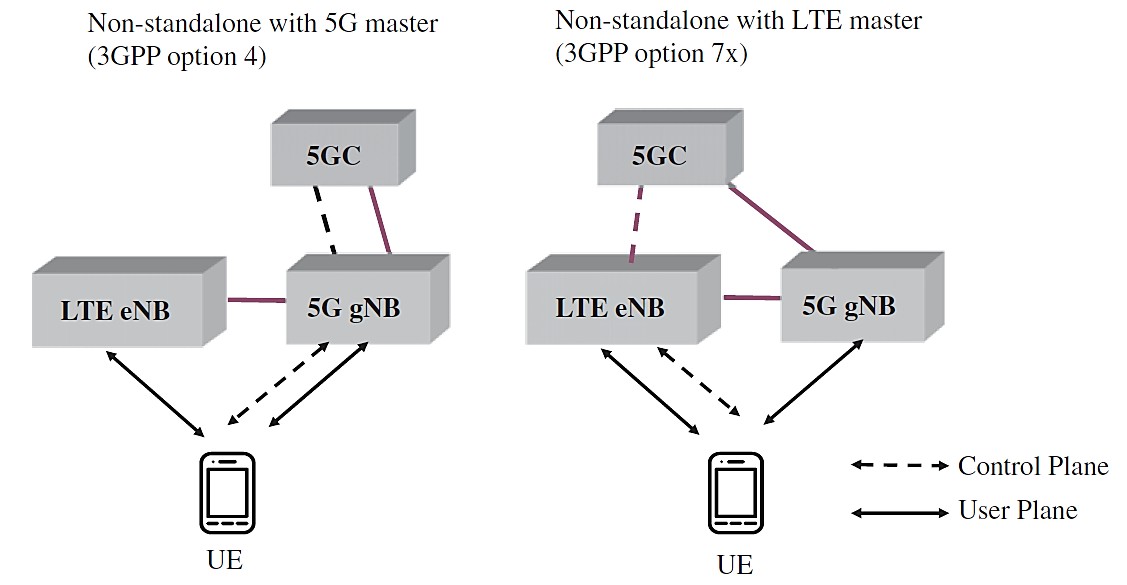 Non-standalone with 5G master
(3GPP option 4)
5GC
LTE eNB
5G gNB
UE
Non-standalone with LTE master
(3GPP option 7x)
5GC
LTE eNB
5G gNB
UE
Control Plane
User Plane